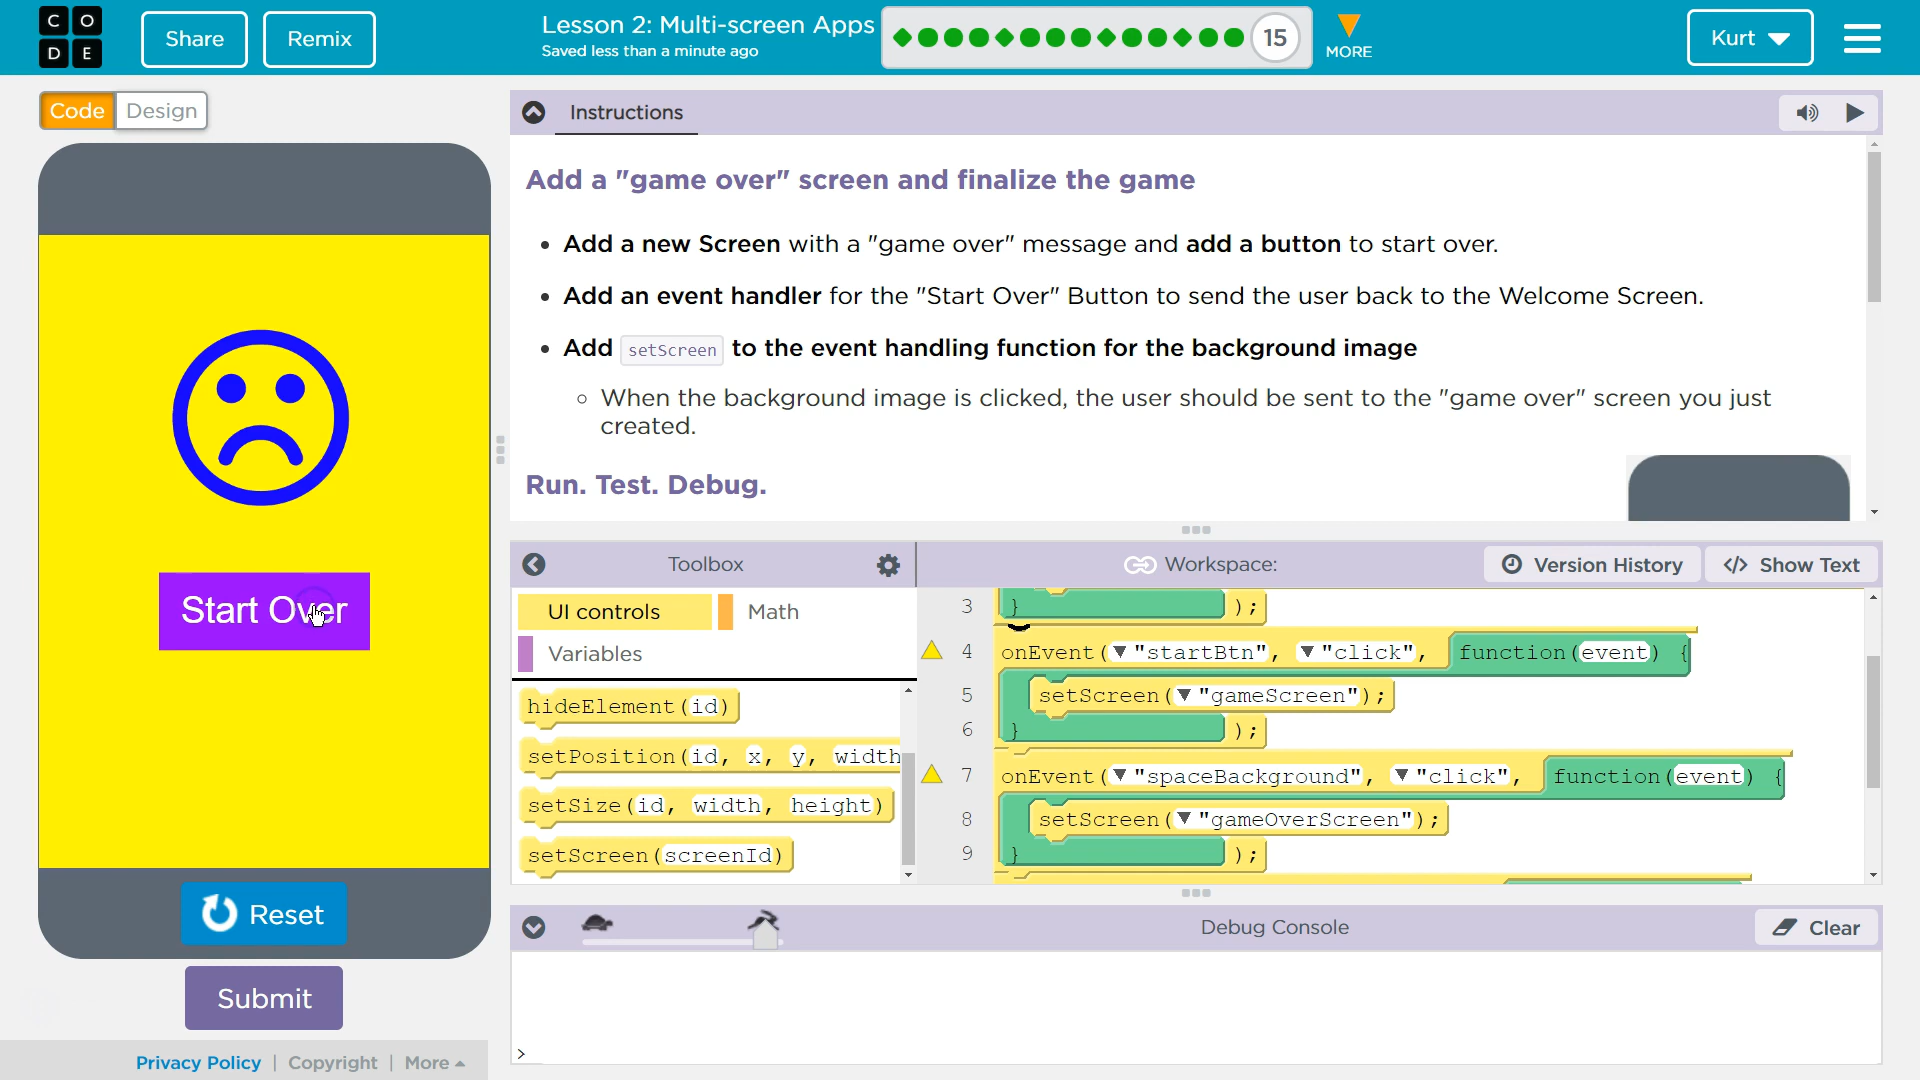 C O
D E
Share
Remix
Lesson 2: Multi-screen Apps
Saved less than a minute ago
15
MORE
Kurt
Code
Design
Instructions
Add a "game over" screen and finalize the game
Add a new Screen with a "game over" message and add a button to start over.
Add an event handler for the "Start Over" Button to send the user back to the Welcome Screen.
Add setScreen to the event handling function for the background image
When the background image is clicked, the user should be sent to the "game over" screen you just
created.
Run. Test. Debug.
Start Over
Reset
Submit
Privacy Policy | Copyright | More
Toolbox
UI controls
Math
Variables
hideElement(id)
setPosition(id, x, y, width
setSize(id, width, height)
setScreen(screenId)
Workspace:
Version History
</> Show Text
3 } );
4 onEvent(▼"startBtn", ▼"click", function(event) {
5 setScreen(▼"gameScreen");
6 } );
7 onEvent(▼"spaceBackground", ▼"click", function(event) {
8 setScreen(▼"gameOverScreen");
9 } );
Debug Console
Clear
>